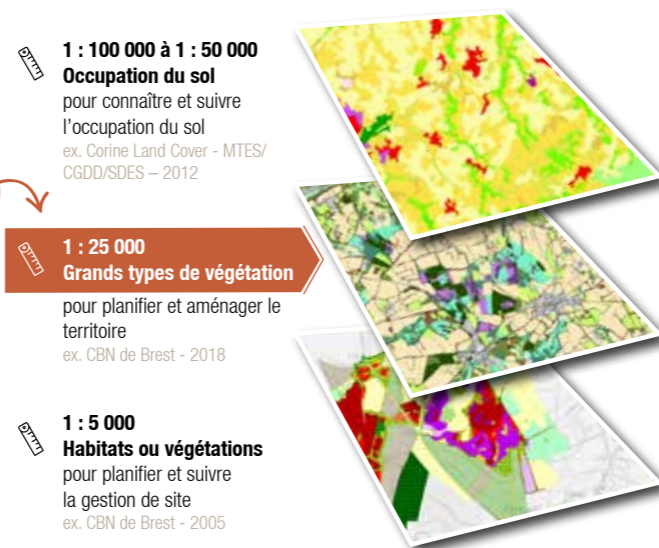 1 : 100 000 à 1 : 50 000
Occupation du sol
pour connaître et suivre
l'occupation du sol
ex. Corine Land Cover - MTES/
CGDD/SDES – 2012
1 : 25 000
Grands types de végétation
pour planifier et aménager le
territoire
ex. CBN de Brest - 2018
1 : 5 000
Habitats ou végétations
pour planifier et suivre
la gestion de site
ex. CBN de Brest - 2005